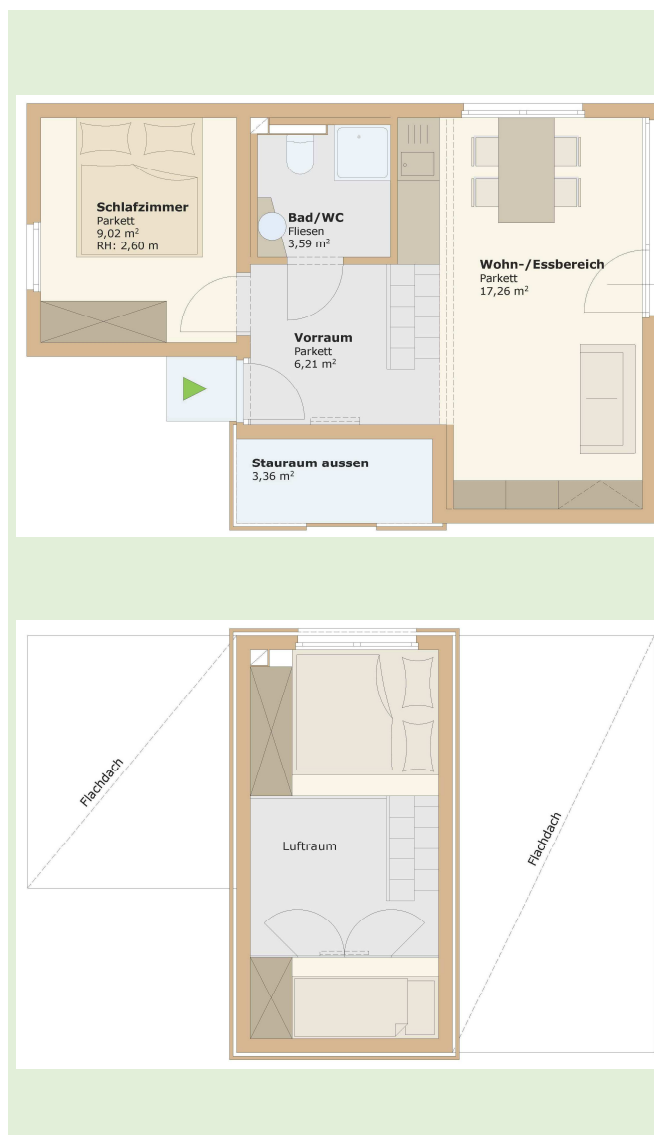 Schlafzimmer
Parkett
9,02 m²
RH: 2,60 m
Bad/WC
Fliesen
3,59 m²
Wohn-/Essbereich
Parkett
17,26 m²
Vorraum
Parkett
6,21 m²
Stauraum aussen
3,36 m²
Flachdach
Luftraum
Flachdach